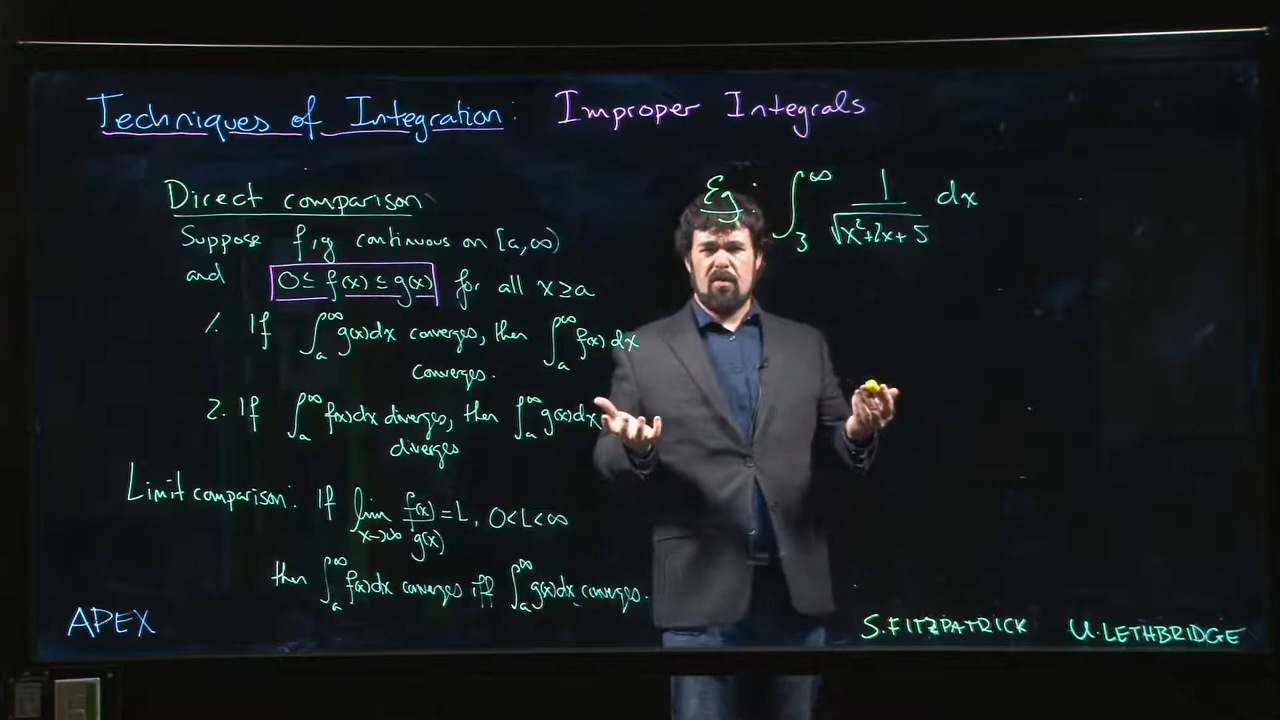 Techniques of Integration: Improper Integrals
Direct comparison
Suppose f, g continuous on [a,∞)
and 0 ≤ f(x) ≤ g(x) for all x ≥ a
1. If ∫_a^∞ g(x)dx converges, then ∫_a^∞ f(x) dx
converges.
2. If ∫_a^∞ f(x)dx diverges, then ∫_a^∞ g(x)dx
diverges
Limit comparison: If lim_{x→∞} f(x)/g(x) = L, 0<L<∞
then ∫_a^∞ f(x)dx converges iff ∫_a^∞ g(x)dx converges.
Eg: ∫_3^∞ 1/√(x²+2x+5) dx
APEX
S.FITZPATRICK U.LETHBRIDGE